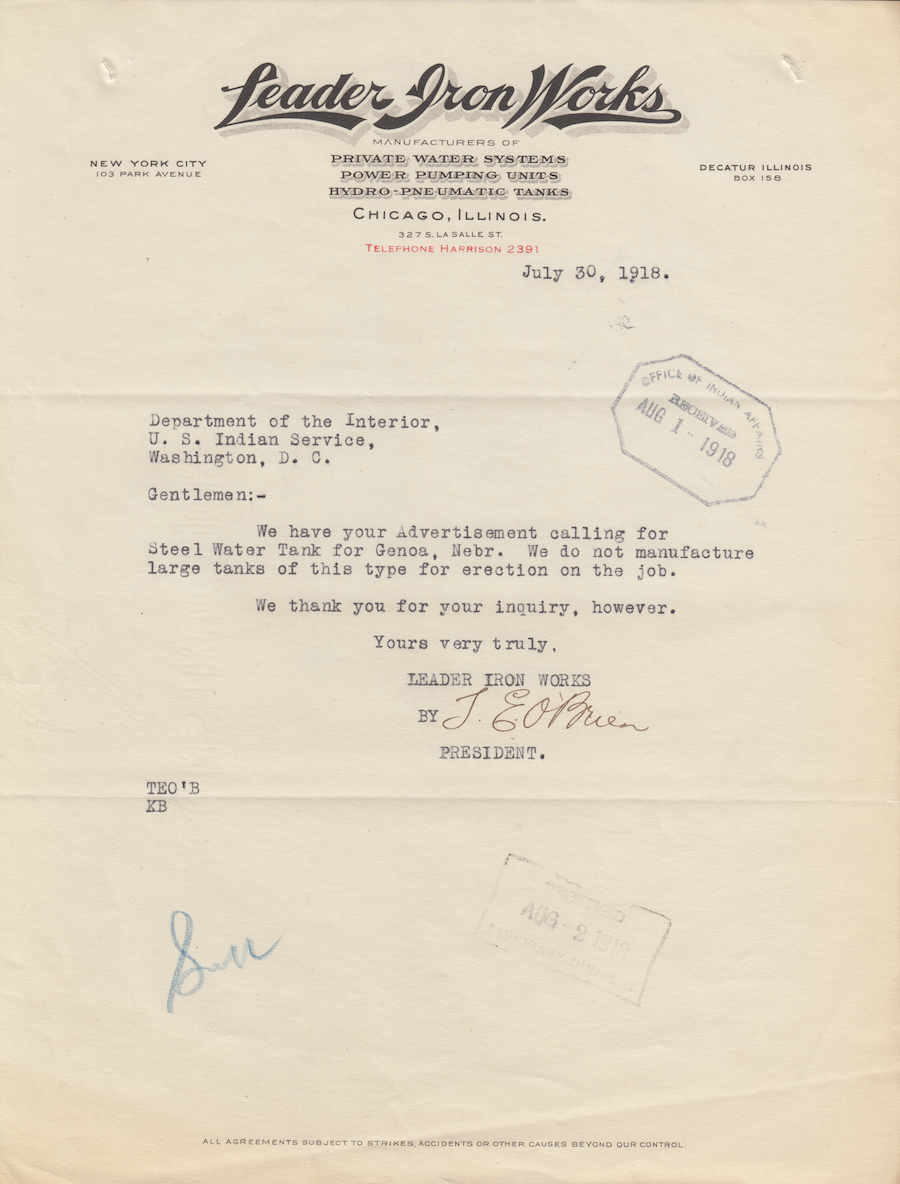 Leader Iron Works
MANUFACTURERS OF
PRIVATE WATER SYSTEMS
POWER PUMPING UNITS
HYDRO-PNEUMATIC TANKS
NEW YORK CITY
103 PARK AVENUE
DECATUR ILLINOIS
BOX 158
CHICAGO, ILLINOIS.
327 S. LA SALLE ST.
TELEPHONE HARRISON 2391
July 30, 1918.
OFFICE OF INDIAN AFFAIRS
RECEIVED
AUG 1 - 1918
Department of the Interior,
U. S. Indian Service,
Washington, D. C.
Gentlemen:-
We have your Advertisement calling for
Steel Water Tank for Genoa, Nebr. We do not manufacture
large tanks of this type for erection on the job.
We thank you for your inquiry, however.
Yours very truly,
LEADER IRON WORKS
BY T. E. O'Brien
PRESIDENT.
TEO'B
KB
AUG - 2
ALL AGREEMENTS SUBJECT TO STRIKES, ACCIDENTS OR OTHER CAUSES BEYOND OUR CONTROL.